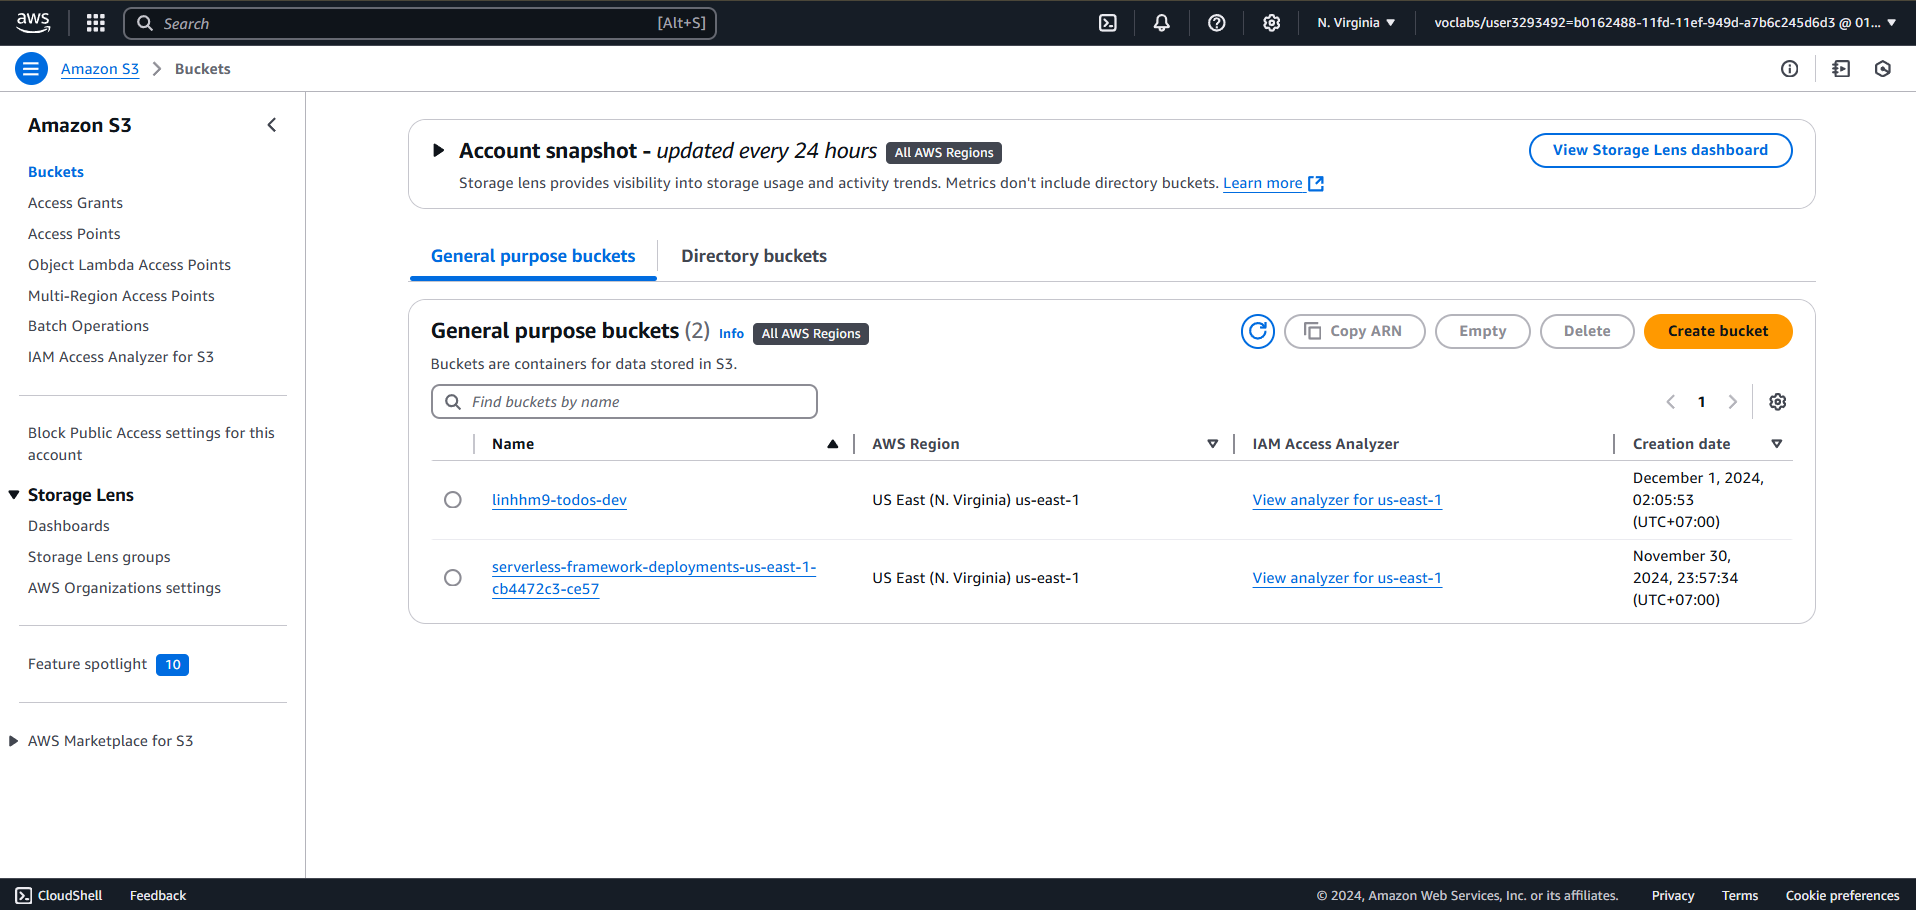 aws
Search [Alt+S]
N. Virginia
voclabs/user3293492=b0162488-11fd-11ef-949d-a7b6c245d6d3 @ 01...
Amazon S3
Buckets
Amazon S3
Buckets
Access Grants
Access Points
Object Lambda Access Points
Multi-Region Access Points
Batch Operations
IAM Access Analyzer for S3
Block Public Access settings for this
account
Storage Lens
Dashboards
Storage Lens groups
AWS Organizations settings
Feature spotlight 10
AWS Marketplace for S3
Account snapshot - updated every 24 hours All AWS Regions
View Storage Lens dashboard
Storage lens provides visibility into storage usage and activity trends. Metrics don't include directory buckets. Learn more
General purpose buckets
Directory buckets
General purpose buckets (2) Info All AWS Regions
Copy ARN
Empty
Delete
Create bucket
Buckets are containers for data stored in S3.
Find buckets by name
1
Name
AWS Region
IAM Access Analyzer
Creation date
linhhm9-todos-dev
US East (N. Virginia) us-east-1
View analyzer for us-east-1
December 1, 2024,
02:05:53
(UTC+07:00)
serverless-framework-deployments-us-east-1-
cb4472c3-ce57
US East (N. Virginia) us-east-1
View analyzer for us-east-1
November 30,
2024, 23:57:34
(UTC+07:00)
CloudShell
Feedback
© 2024, Amazon Web Services, Inc. or its affiliates.
Privacy
Terms
Cookie preferences